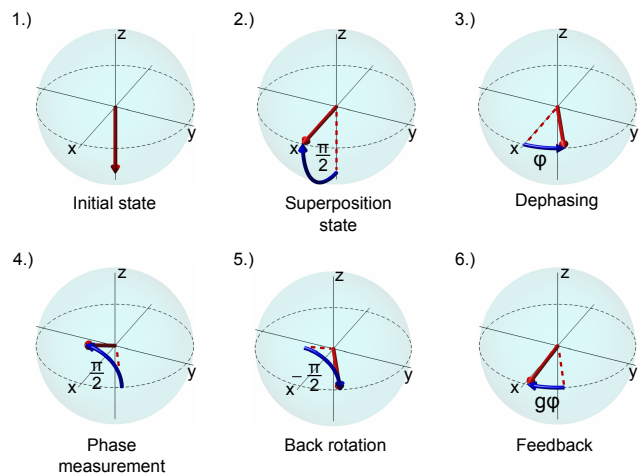 1.)
z
y
x
Initial state
2.)
z
y
x
π
2
Superposition
state
3.)
z
y
x
φ
Dephasing
4.)
z
y
x
π
2
Phase
measurement
5.)
z
y
x
− π
2
Back rotation
6.)
z
y
x
gφ
Feedback